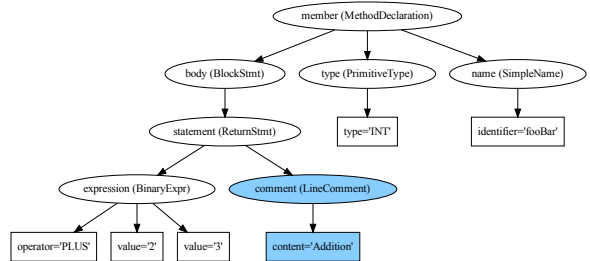 member (MethodDeclaration)
body (BlockStmt)
type (PrimitiveType)
name (SimpleName)
statement (ReturnStmt)
type='INT'
identifier='fooBar'
expression (BinaryExpr)
comment (LineComment)
operator='PLUS'
value='2'
value='3'
content='Addition'